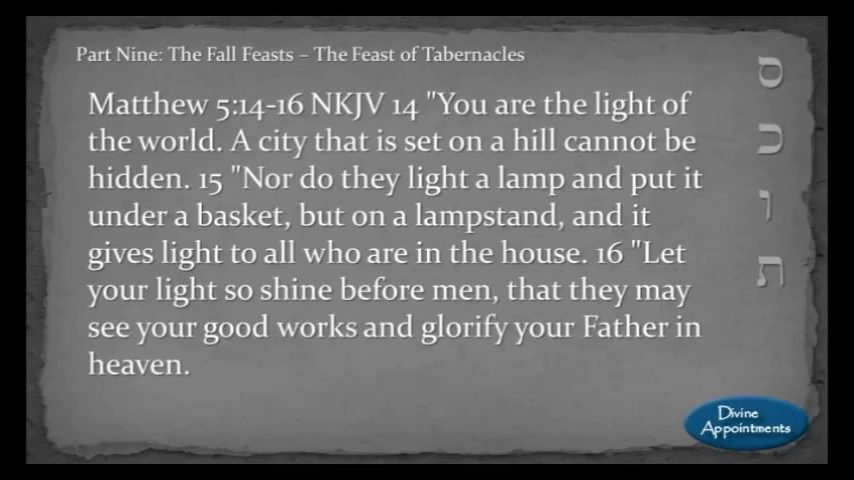 Part Nine: The Fall Feasts – The Feast of Tabernacles
Matthew 5:14-16 NKJV 14 "You are the light of
the world. A city that is set on a hill cannot be
hidden. 15 "Nor do they light a lamp and put it
under a basket, but on a lampstand, and it
gives light to all who are in the house. 16 "Let
your light so shine before men, that they may
see your good works and glorify your Father in
heaven.
Divine
Appointments